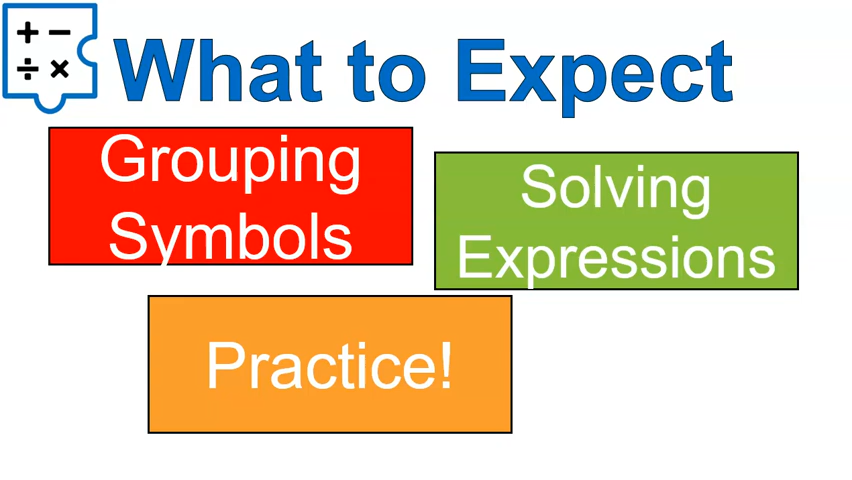 + −
÷ ×
What to Expect
Grouping
Symbols
Solving
Expressions
Practice!